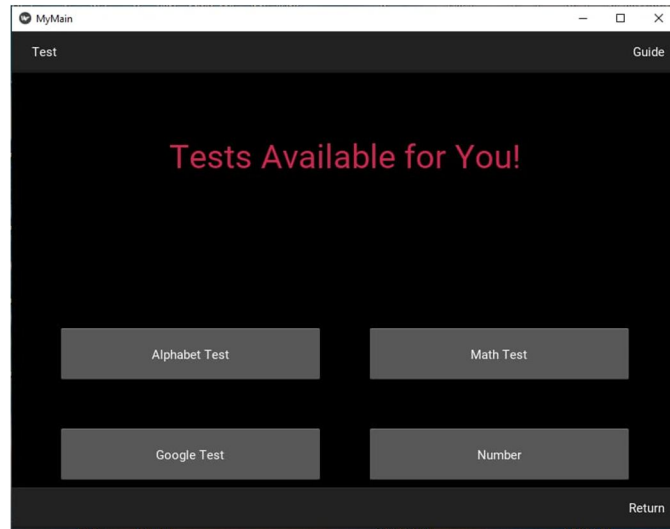 MyMain
Test
Guide
Tests Available for You!
Alphabet Test
Math Test
Google Test
Number
Return